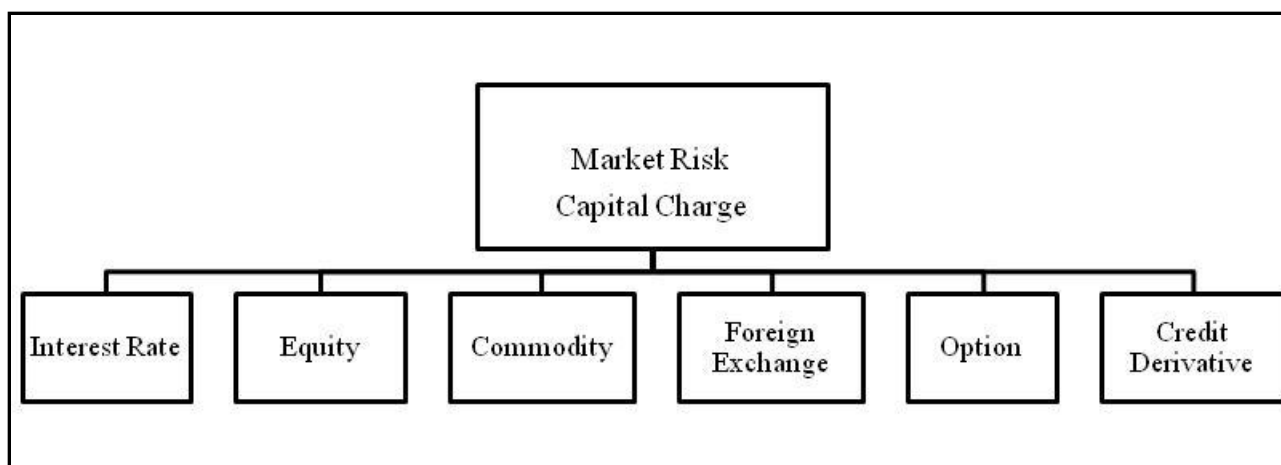 Market Risk
Capital Charge
Interest Rate
Equity
Commodity
Foreign
Exchange
Option
Credit
Derivative